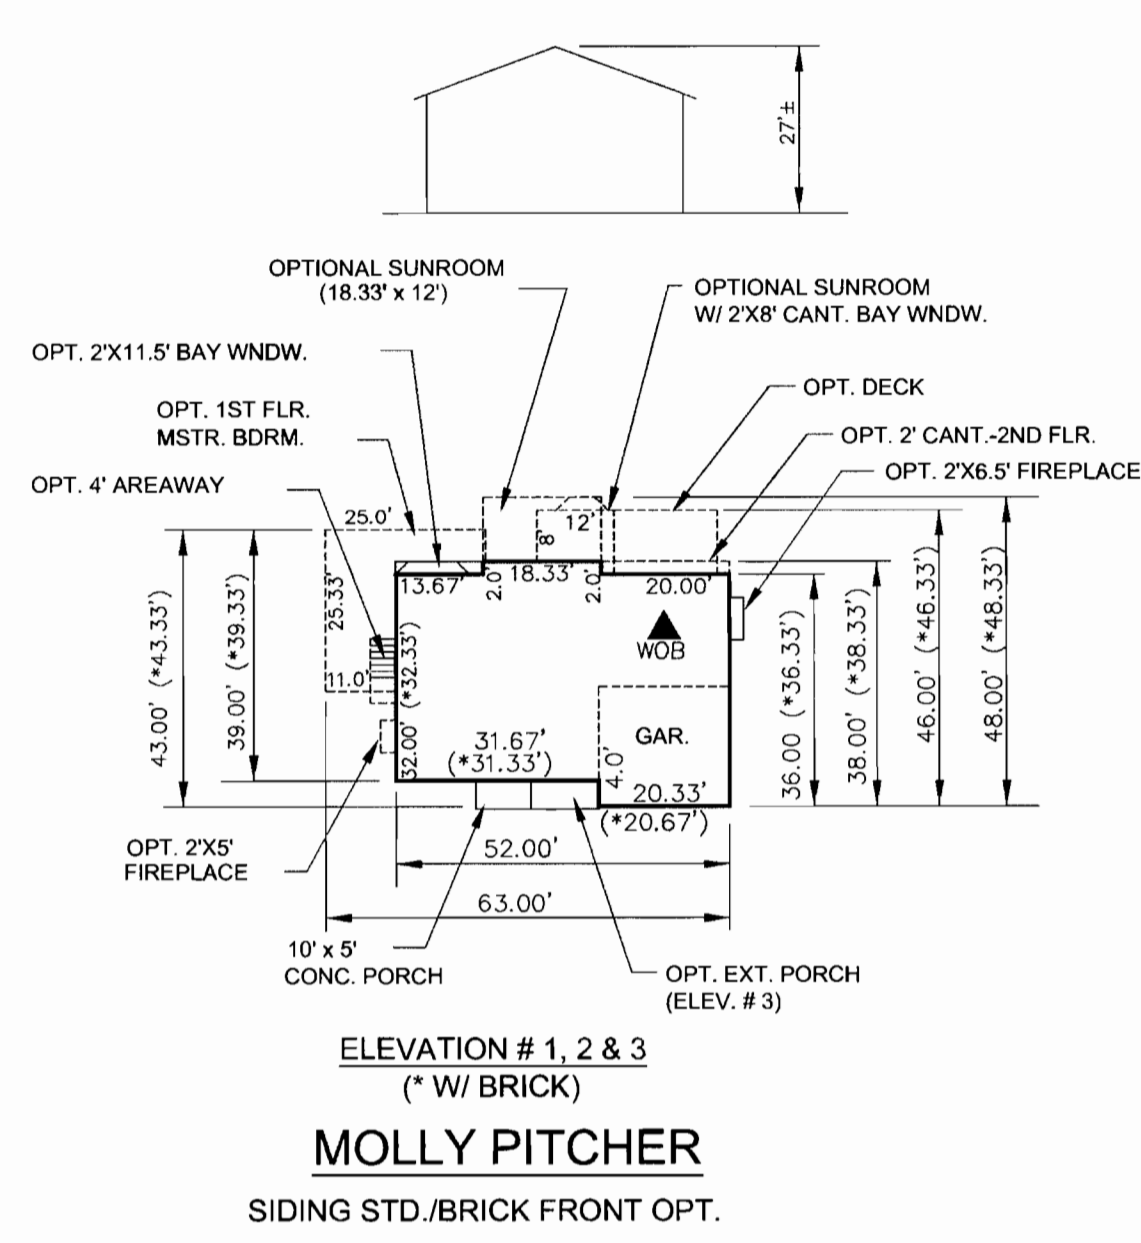 27'±
OPTIONAL SUNROOM
(18.33' x 12')
OPTIONAL SUNROOM
W/ 2'X8' CANT. BAY WNDW.
OPT. 2'X11.5' BAY WNDW.
OPT. DECK
OPT. 1ST FLR.
MSTR. BDRM.
OPT. 2' CANT.-2ND FLR.
OPT. 2'X6.5' FIREPLACE
OPT. 4' AREAWAY
25.0'
12'
8'
13.67'
2.0'
18.33'
2.0'
20.00'
25.33'
11.0'
WOB
43.00' (*43.33')
39.00' (*39.33')
32.00' (*32.33')
36.00 (*36.33')
38.00' (*38.33')
46.00' (*46.33')
48.00' (*48.33')
31.67'
(*31.33')
GAR.
4.0'
20.33'
(*20.67')
OPT. 2'X5'
FIREPLACE
52.00'
63.00'
10' x 5'
CONC. PORCH
OPT. EXT. PORCH
(ELEV. # 3)
ELEVATION # 1, 2 & 3
(* W/ BRICK)
MOLLY PITCHER
SIDING STD./BRICK FRONT OPT.